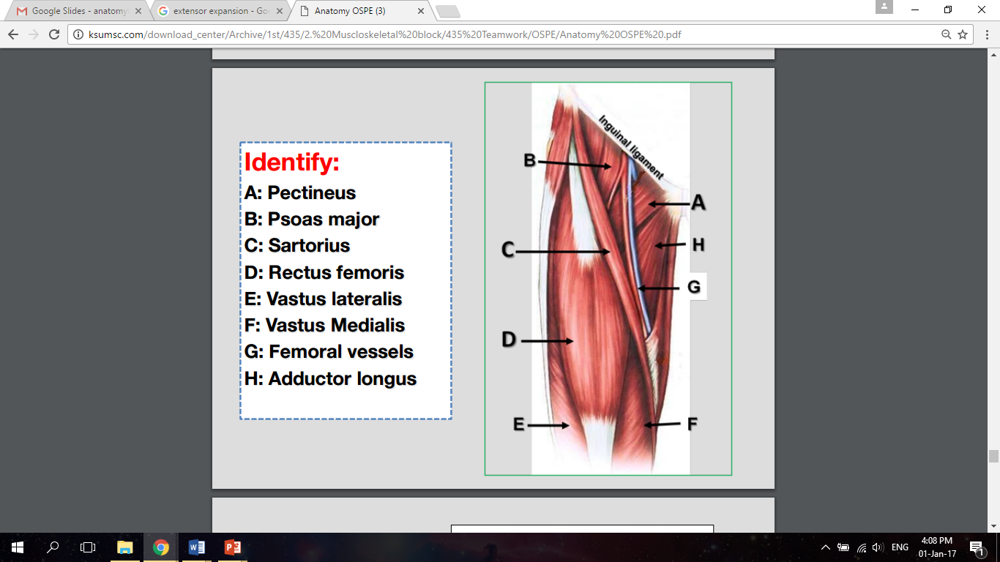 Google Slides - anatomy
extensor expansion - Go
Anatomy OSPE (3)
ksumsc.com/download_center/Archive/1st/435/2.%20Muscloskeletal%20block/435%20Teamwork/OSPE/Anatomy%20OSPE%20.pdf
Identify:
A: Pectineus
B: Psoas major
C: Sartorius
D: Rectus femoris
E: Vastus lateralis
F: Vastus Medialis
G: Femoral vessels
H: Adductor longus
Inguinal ligament
B
A
C
H
G
D
E
F
ENG
4:08 PM
01-Jan-17
1